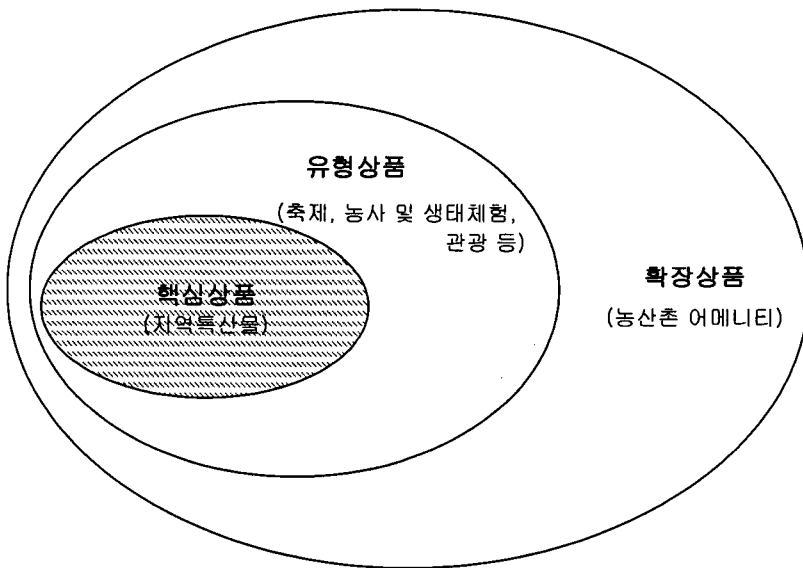 유형상품
(축제, 농사 및 생태체험,
관광 등)
핵심상품
(지역특산물)
확장상품
(농산촌 어메니티)